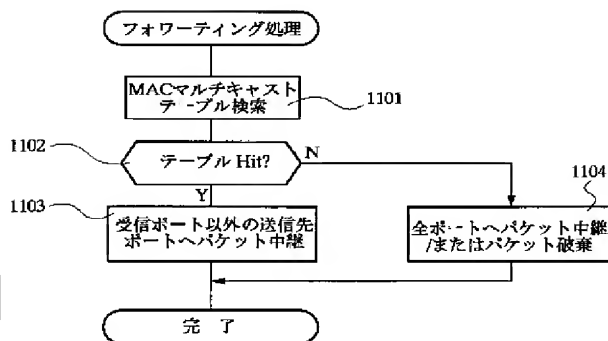 フォワーティング処理
MACマルチキャスト
テーブル検索
1101
1102
テーブル Hit?
N
Y
1103
受信ポート以外の送信先
ポートへパケット中継
1104
全ポートへパケット中継
/またはパケット破棄
完 了